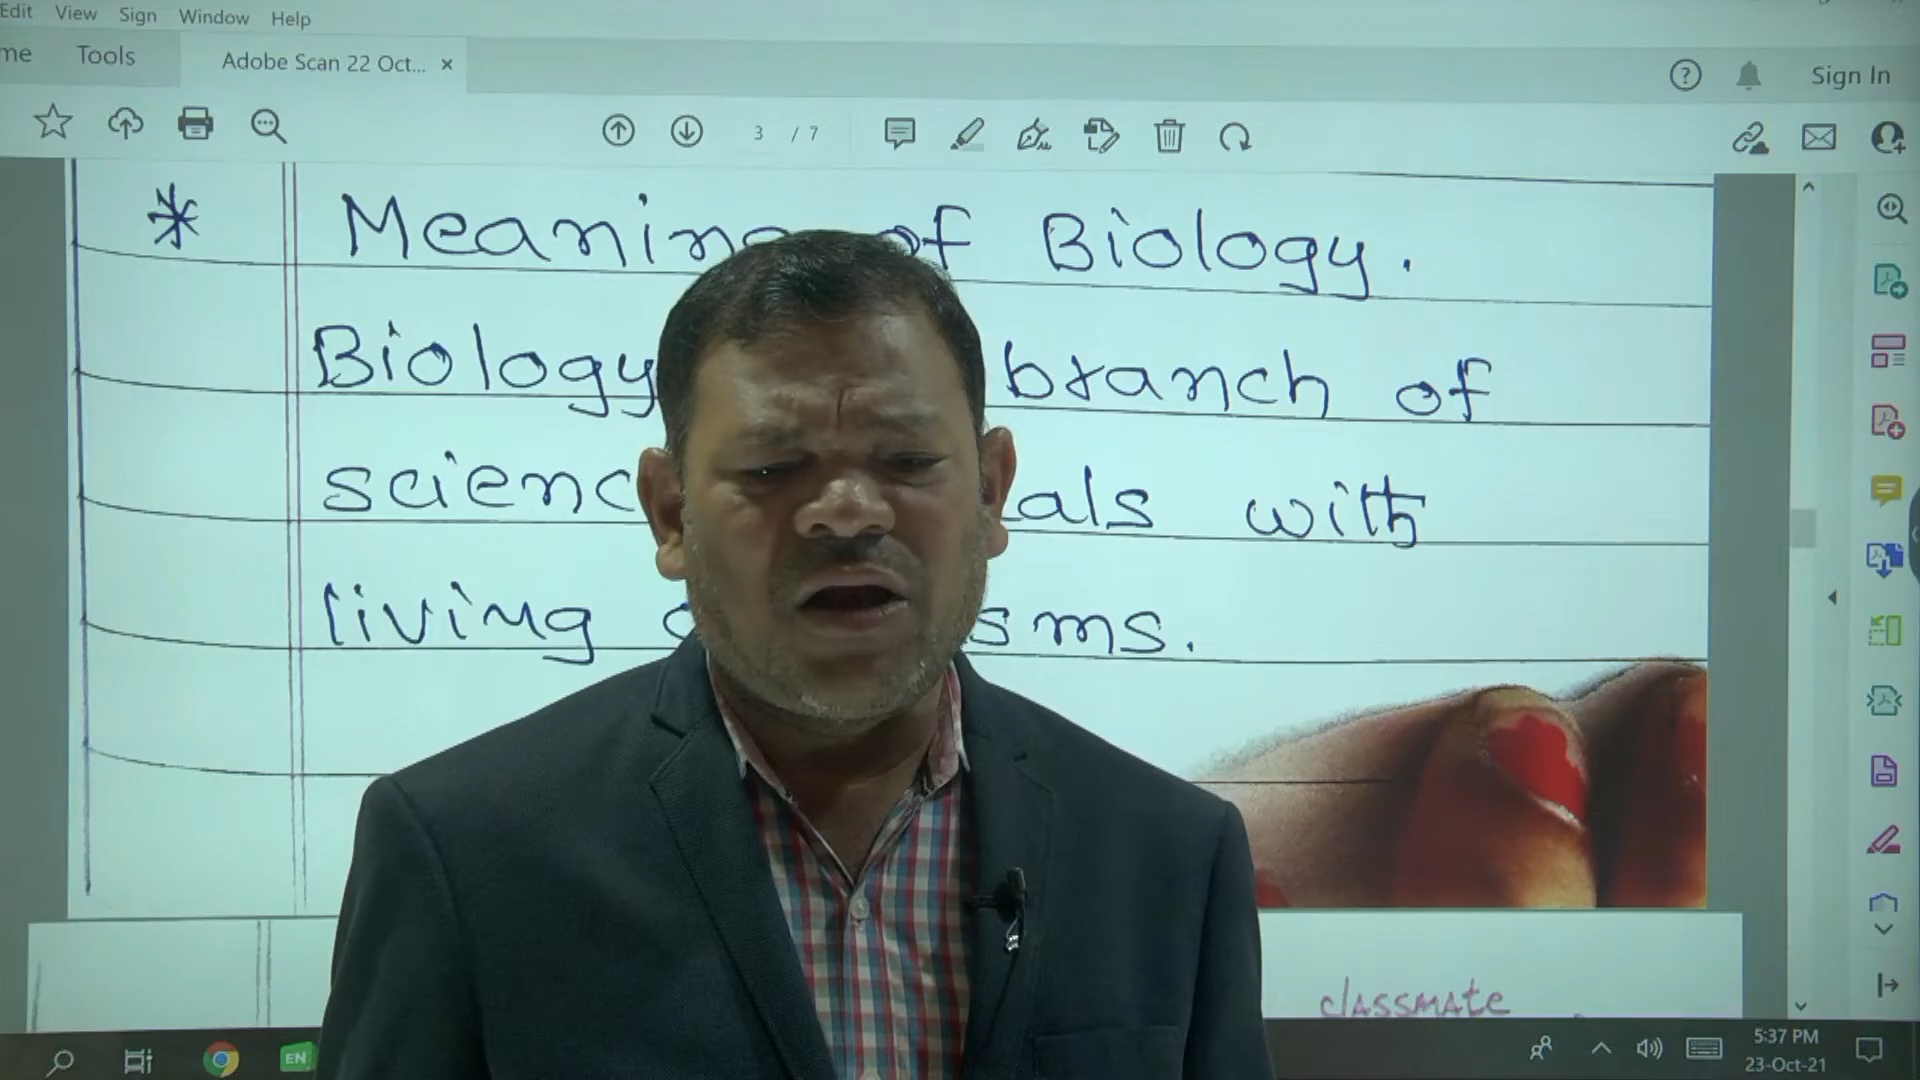 Edit View Sign Window Help
me Tools Adobe Scan 22 Oct... ×
Sign In
3 / 7
* Meaning of Biology.
Biology branch of
scienc als with
living o sms.
classmate
EN
5:37 PM
23-Oct-21